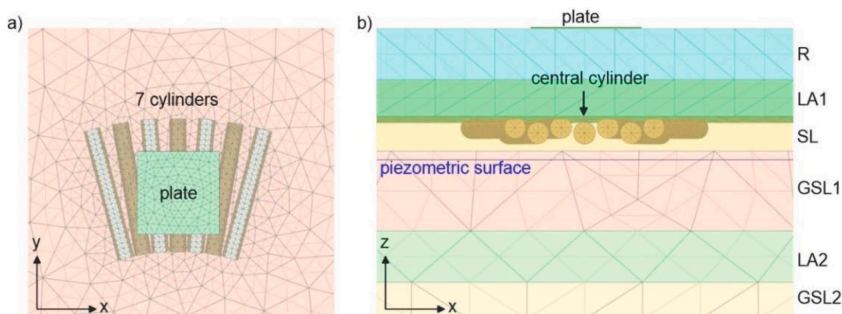 a)
7 cylinders
plate
y
x
b)
plate
central cylinder
piezometric surface
z
x
R
LA1
SL
GSL1
LA2
GSL2